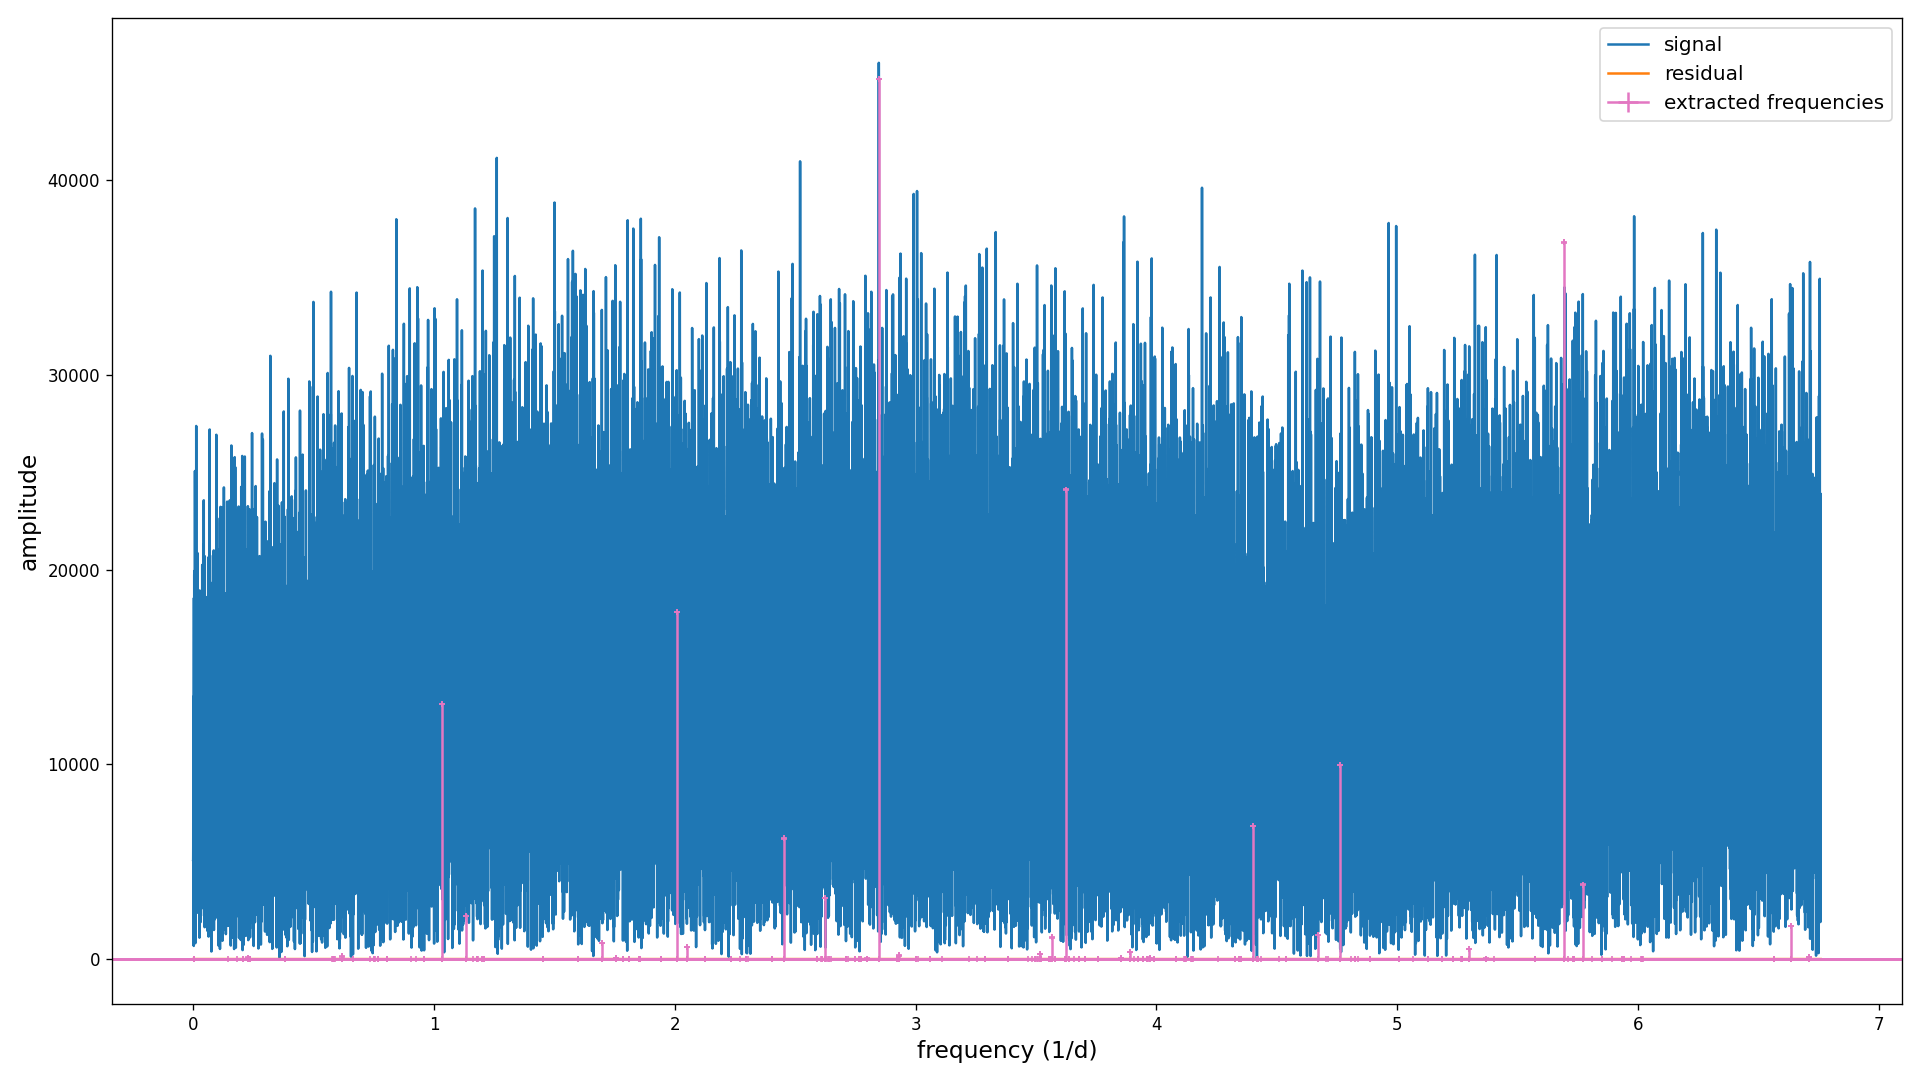 signal
residual
extracted frequencies
amplitude
40000
30000
20000
10000
0
0 1 2 3 4 5 6 7
frequency (1/d)